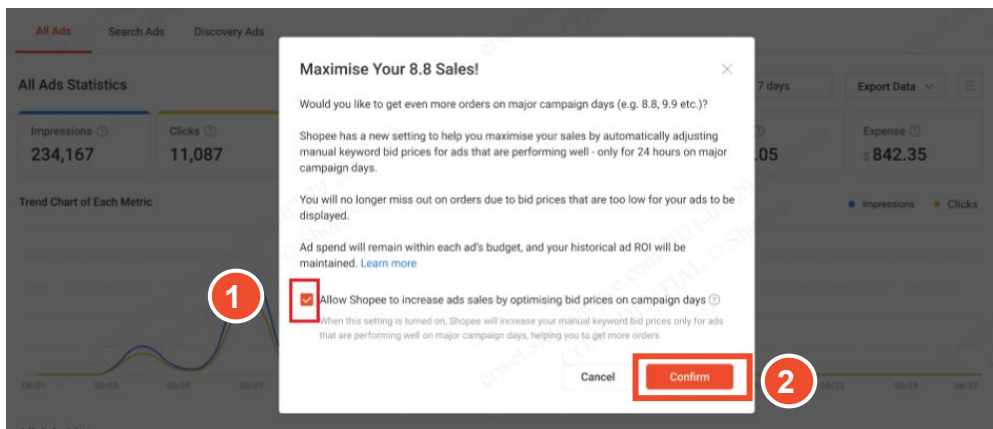 All Ads
Search Ads
Discovery Ads
All Ads Statistics
7 days
Export Data
Impressions
234,167
Clicks
11,087
.05
Expense
$ 842.35
Trend Chart of Each Metric
Impressions
Clicks
Maximise Your 8.8 Sales!
Would you like to get even more orders on major campaign days (e.g. 8.8, 9.9 etc.)?
Shopee has a new setting to help you maximise your sales by automatically adjusting
manual keyword bid prices for ads that are performing well - only for 24 hours on major
campaign days.
You will no longer miss out on orders due to bid prices that are too low for your ads to be
displayed.
Ad spend will remain within each ad's budget, and your historical ad ROI will be
maintained. Learn more
1
Allow Shopee to increase ads sales by optimising bid prices on campaign days
When this setting is turned on, Shopee will increase your manual keyword bid prices only for ads
that are performing well on major campaign days, helping you to get more orders
Cancel
Confirm
2
08/01
08/03
08/05
08/07
08/23
08/25
08/27